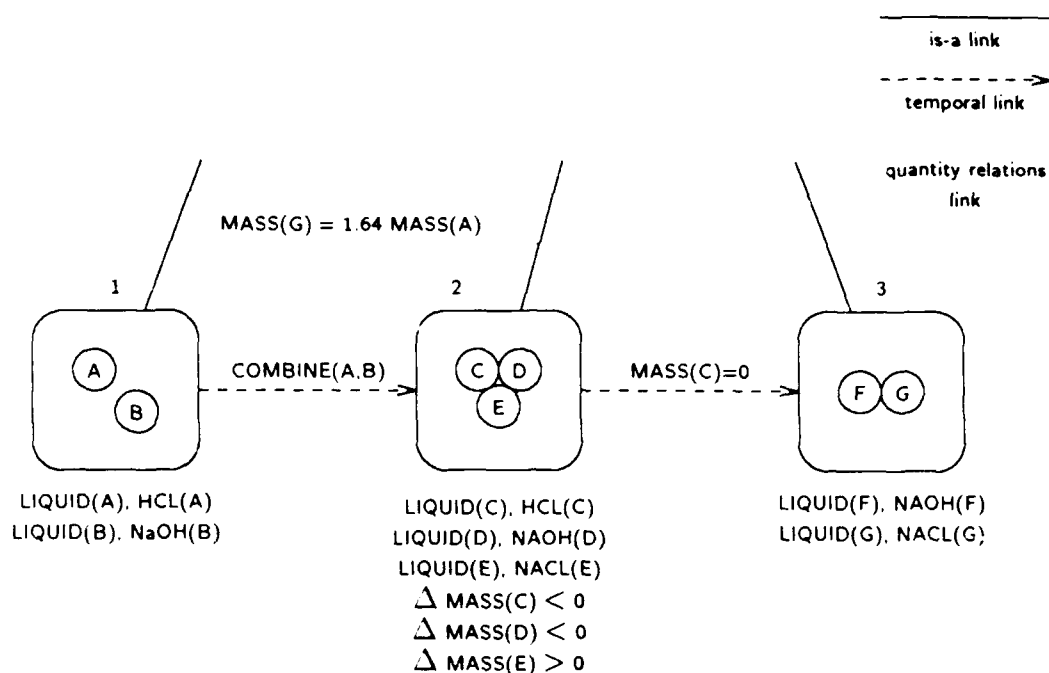 is-a link
temporal link
quantity relations
link
MASS(G) = 1.64 MASS(A)
1
2
3
A
B
COMBINE(A,B)
C D
E
MASS(C)=0
F G
LIQUID(A), HCL(A)
LIQUID(B), NaOH(B)
LIQUID(C), HCL(C)
LIQUID(D), NAOH(D)
LIQUID(E), NACL(E)
Δ MASS(C) < 0
Δ MASS(D) < 0
Δ MASS(E) > 0
LIQUID(F), NAOH(F)
LIQUID(G), NACL(G)